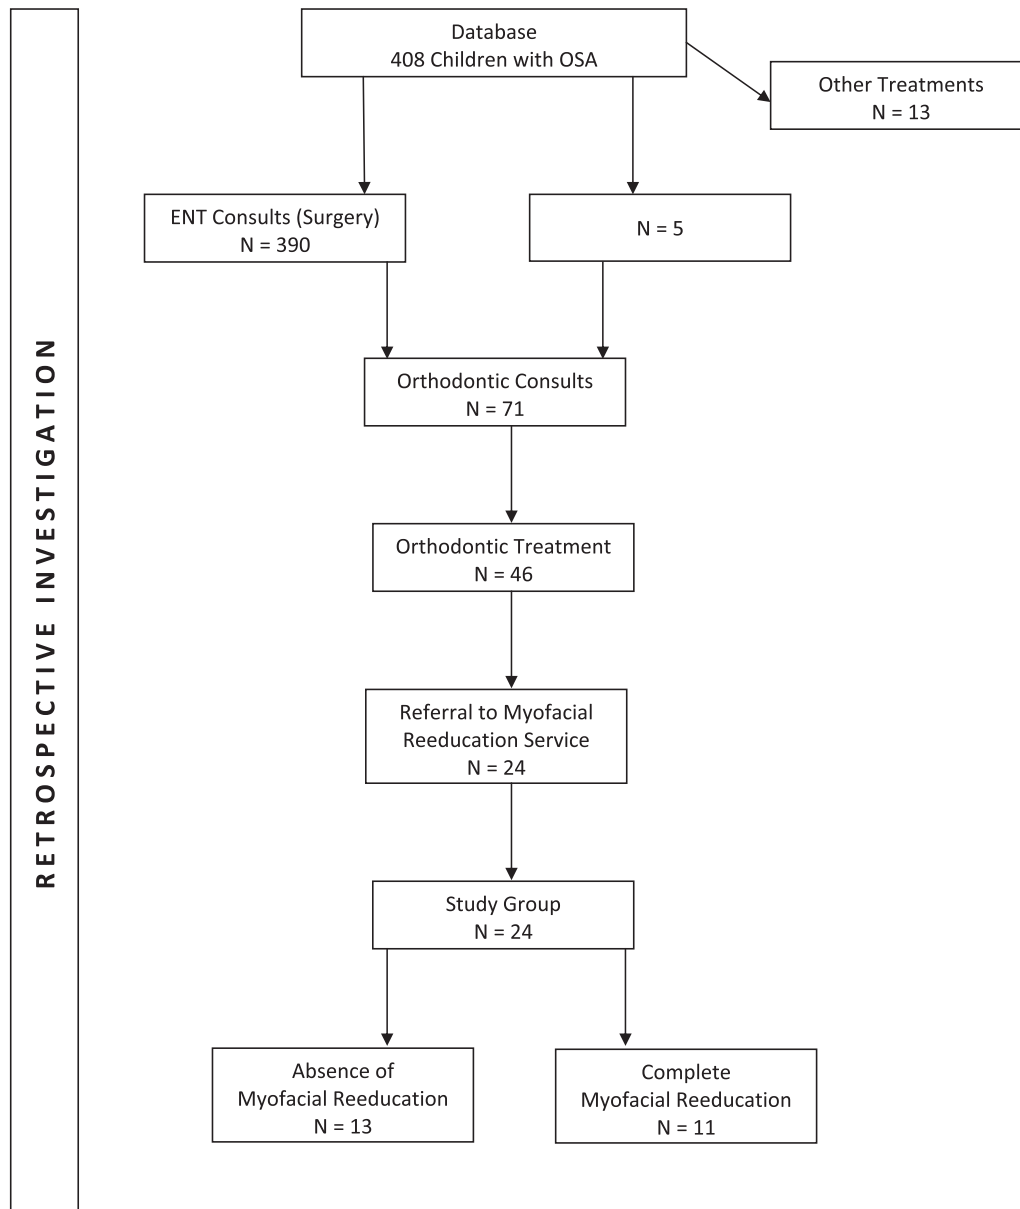 RETROSPECTIVE INVESTIGATION
Database
408 Children with OSA
Other Treatments
N = 13
ENT Consults (Surgery)
N = 390
N = 5
Orthodontic Consults
N = 71
Orthodontic Treatment
N = 46
Referral to Myofacial
Reeducation Service
N = 24
Study Group
N = 24
Absence of
Myofacial Reeducation
N = 13
Complete
Myofacial Reeducation
N = 11